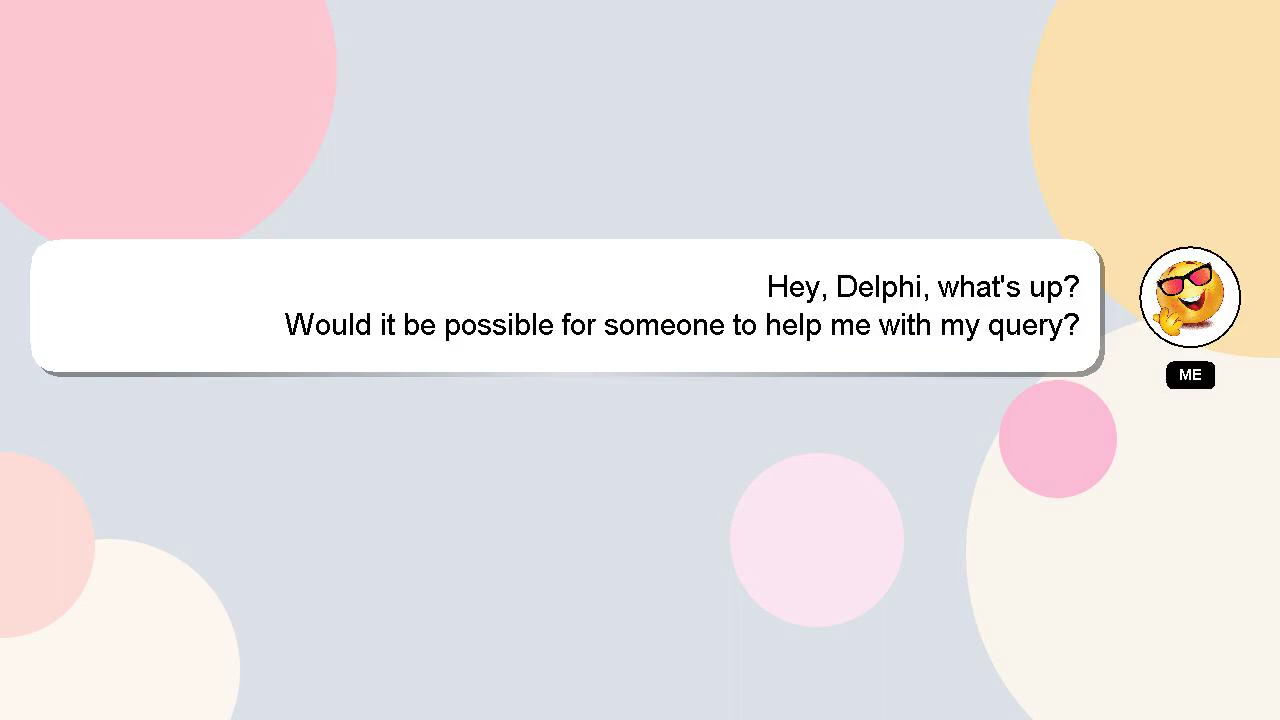 Hey, Delphi, what's up?
Would it be possible for someone to help me with my query?
ME